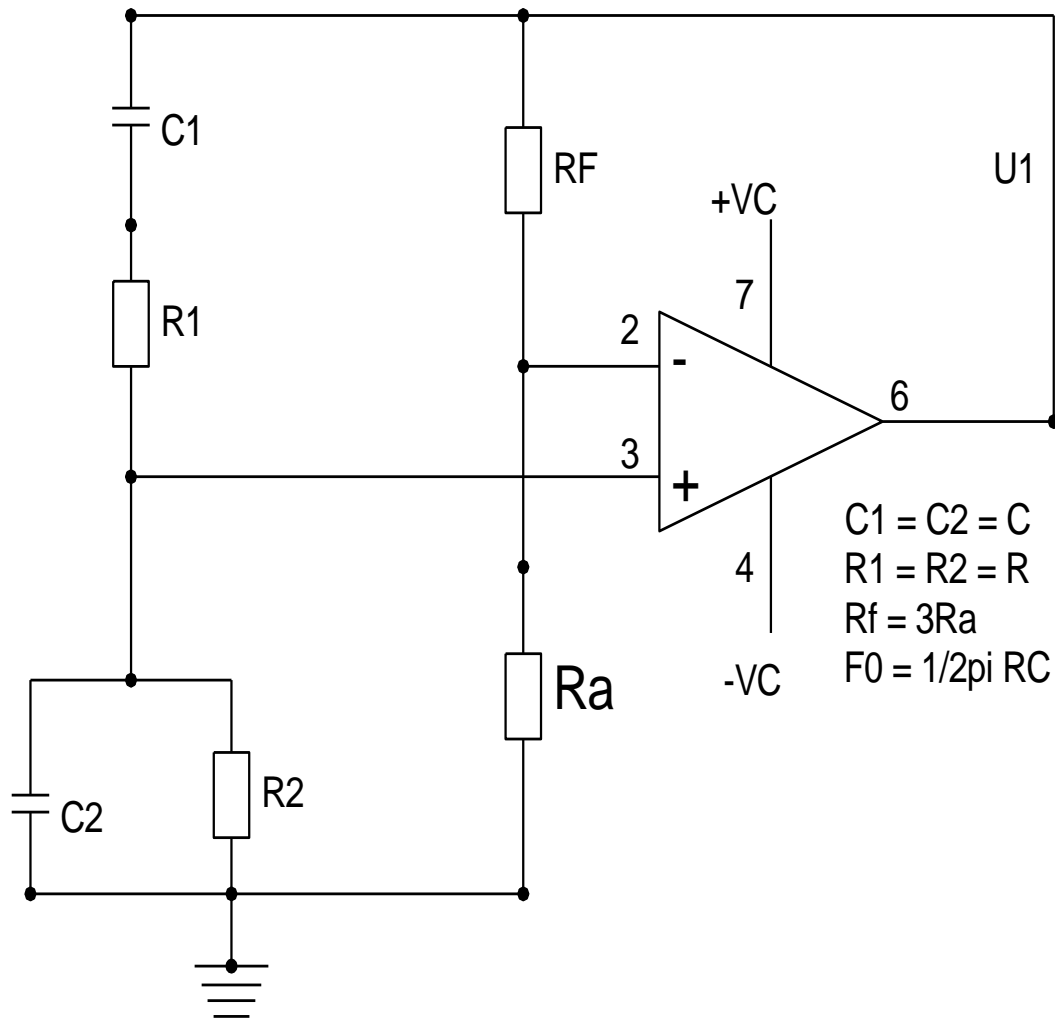 C1
RF
U1
+VC
7
R1
2
-
6
3
+
C1 = C2 = C
R1 = R2 = R
Rf = 3Ra
F0 = 1/2pi RC
4
-VC
Ra
R2
C2